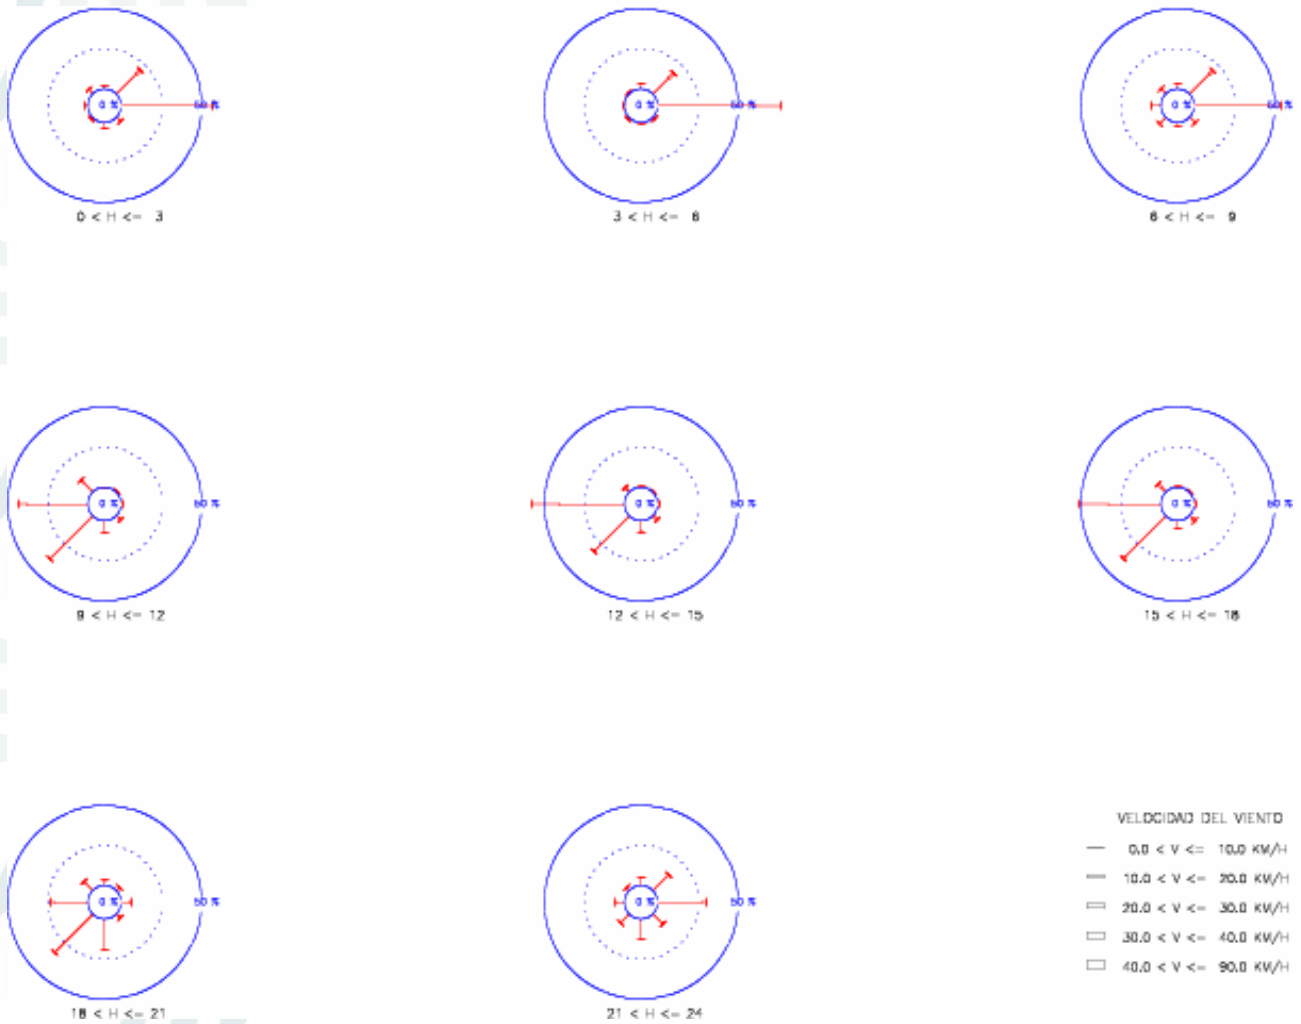 0 % 50 %
0 < H <= 3
0 % 50 %
3 < H <= 6
0 % 50 %
6 < H <= 9
0 % 50 %
9 < H <= 12
0 % 50 %
12 < H <= 15
0 % 50 %
15 < H <= 18
0 % 50 %
18 < H <= 21
0 % 50 %
21 < H <= 24
VELOCIDAD DEL VIENTO
0.0 < V <= 10.0 KM/H
10.0 < V <= 20.0 KM/H
20.0 < V <= 30.0 KM/H
30.0 < V <= 40.0 KM/H
40.0 < V <= 90.0 KM/H